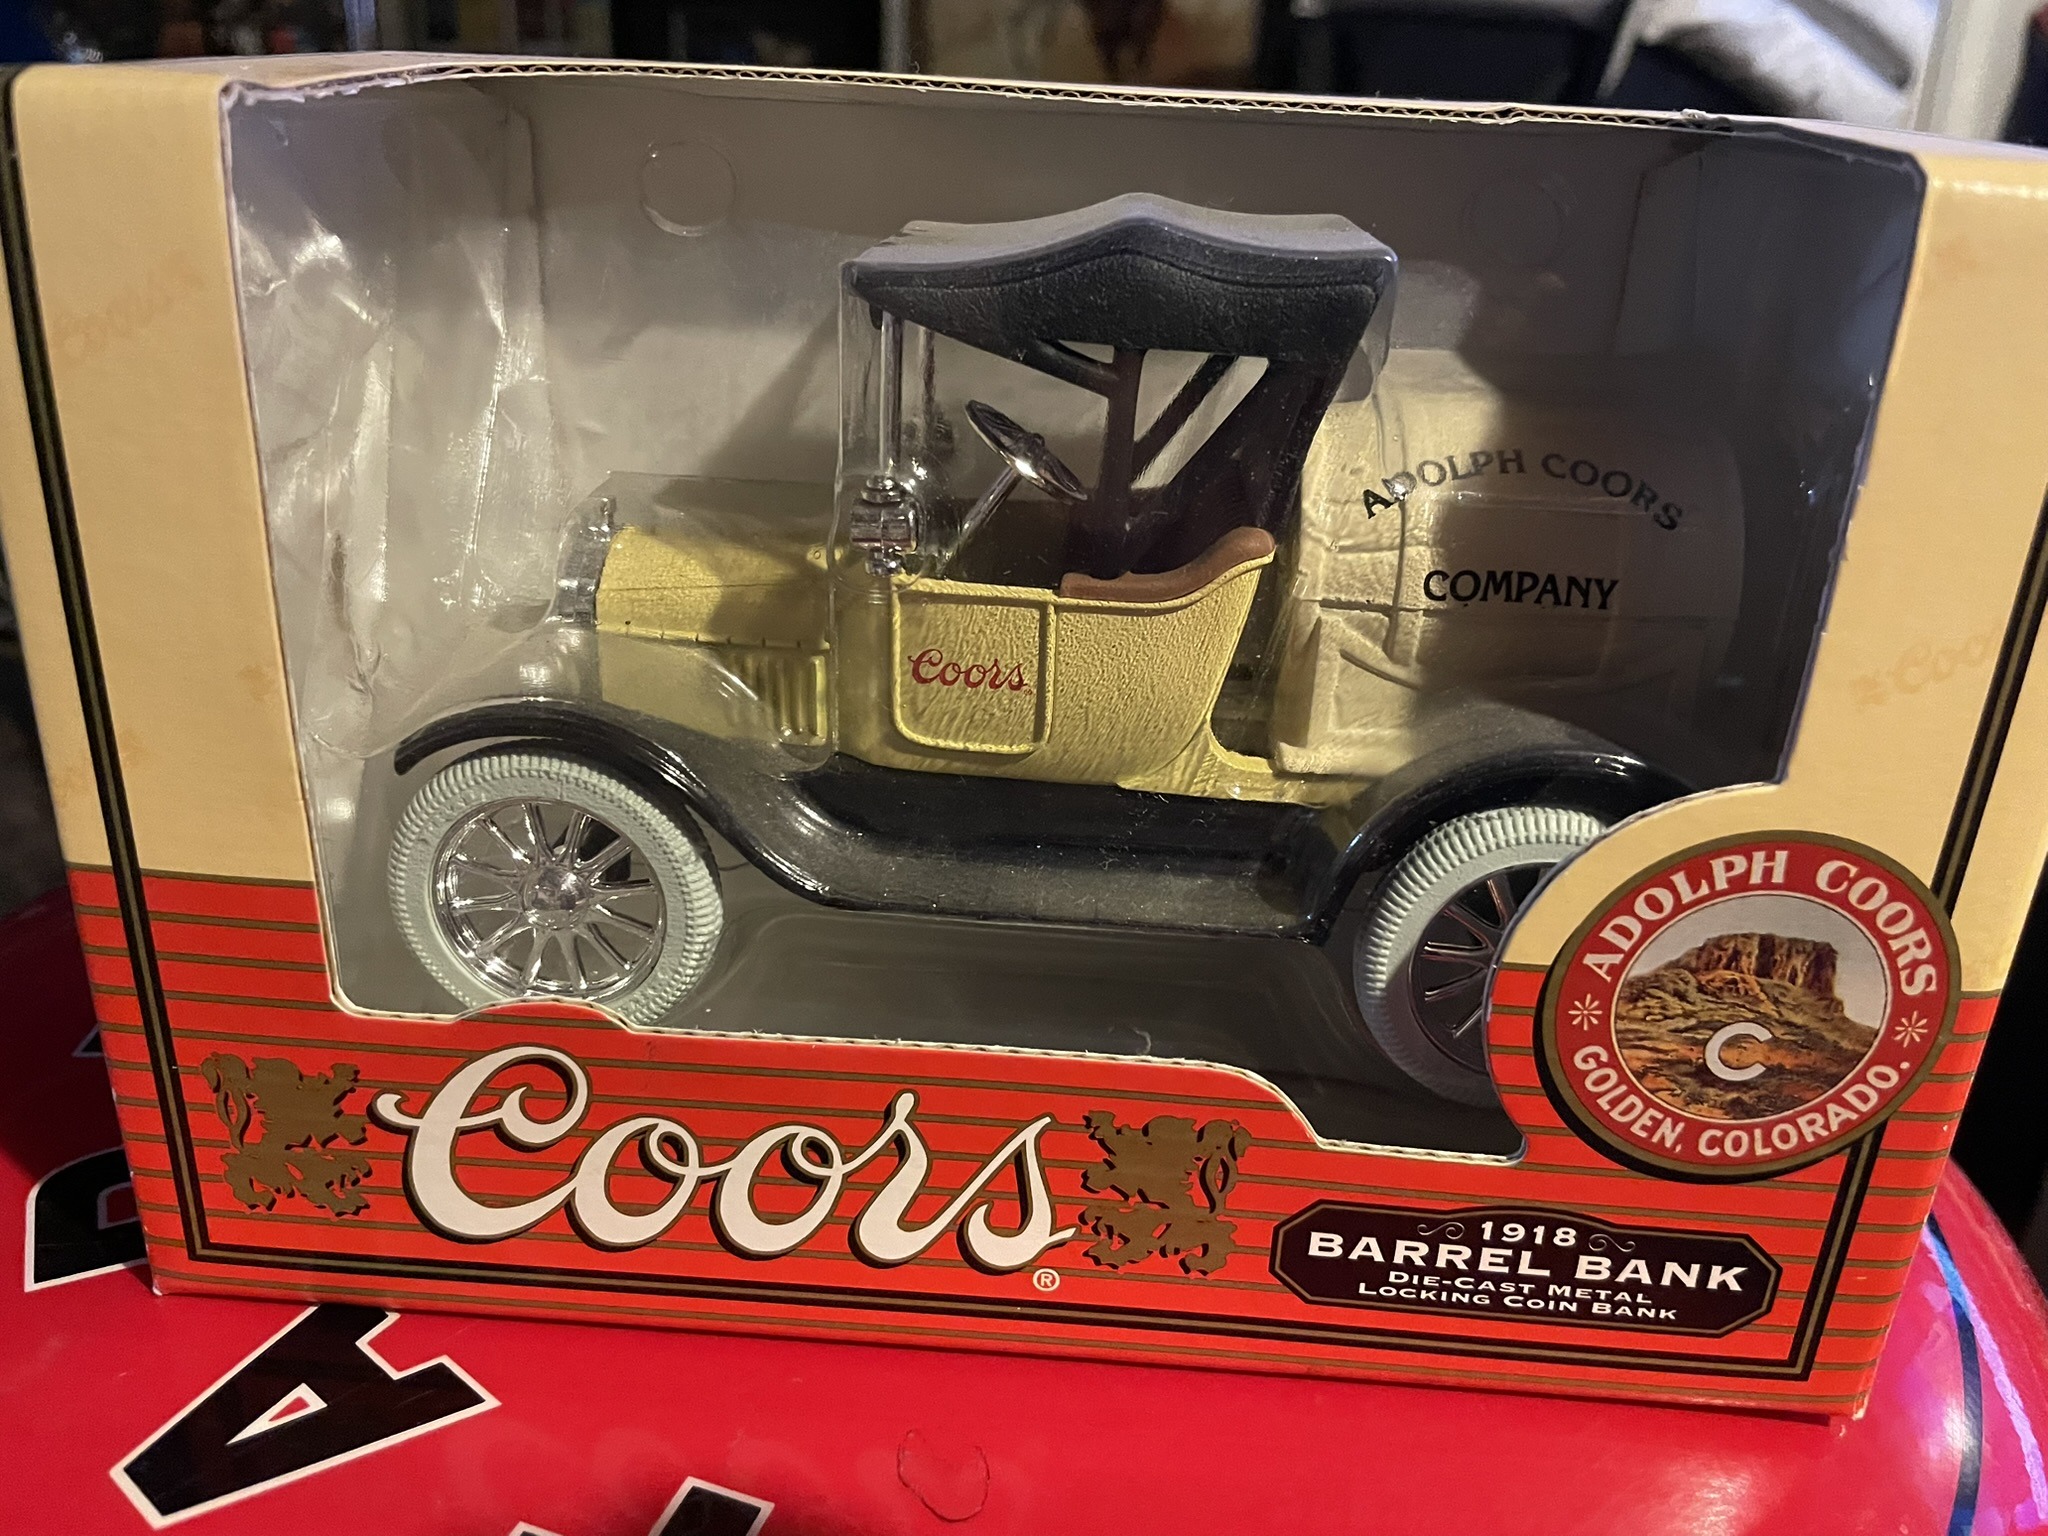 ADOLPH COORS
COMPANY
Coors
ADOLPH COORS
C
GOLDEN, COLORADO.
Coors®
1918
BARREL BANK
DIE-CAST METAL
LOCKING COIN BANK